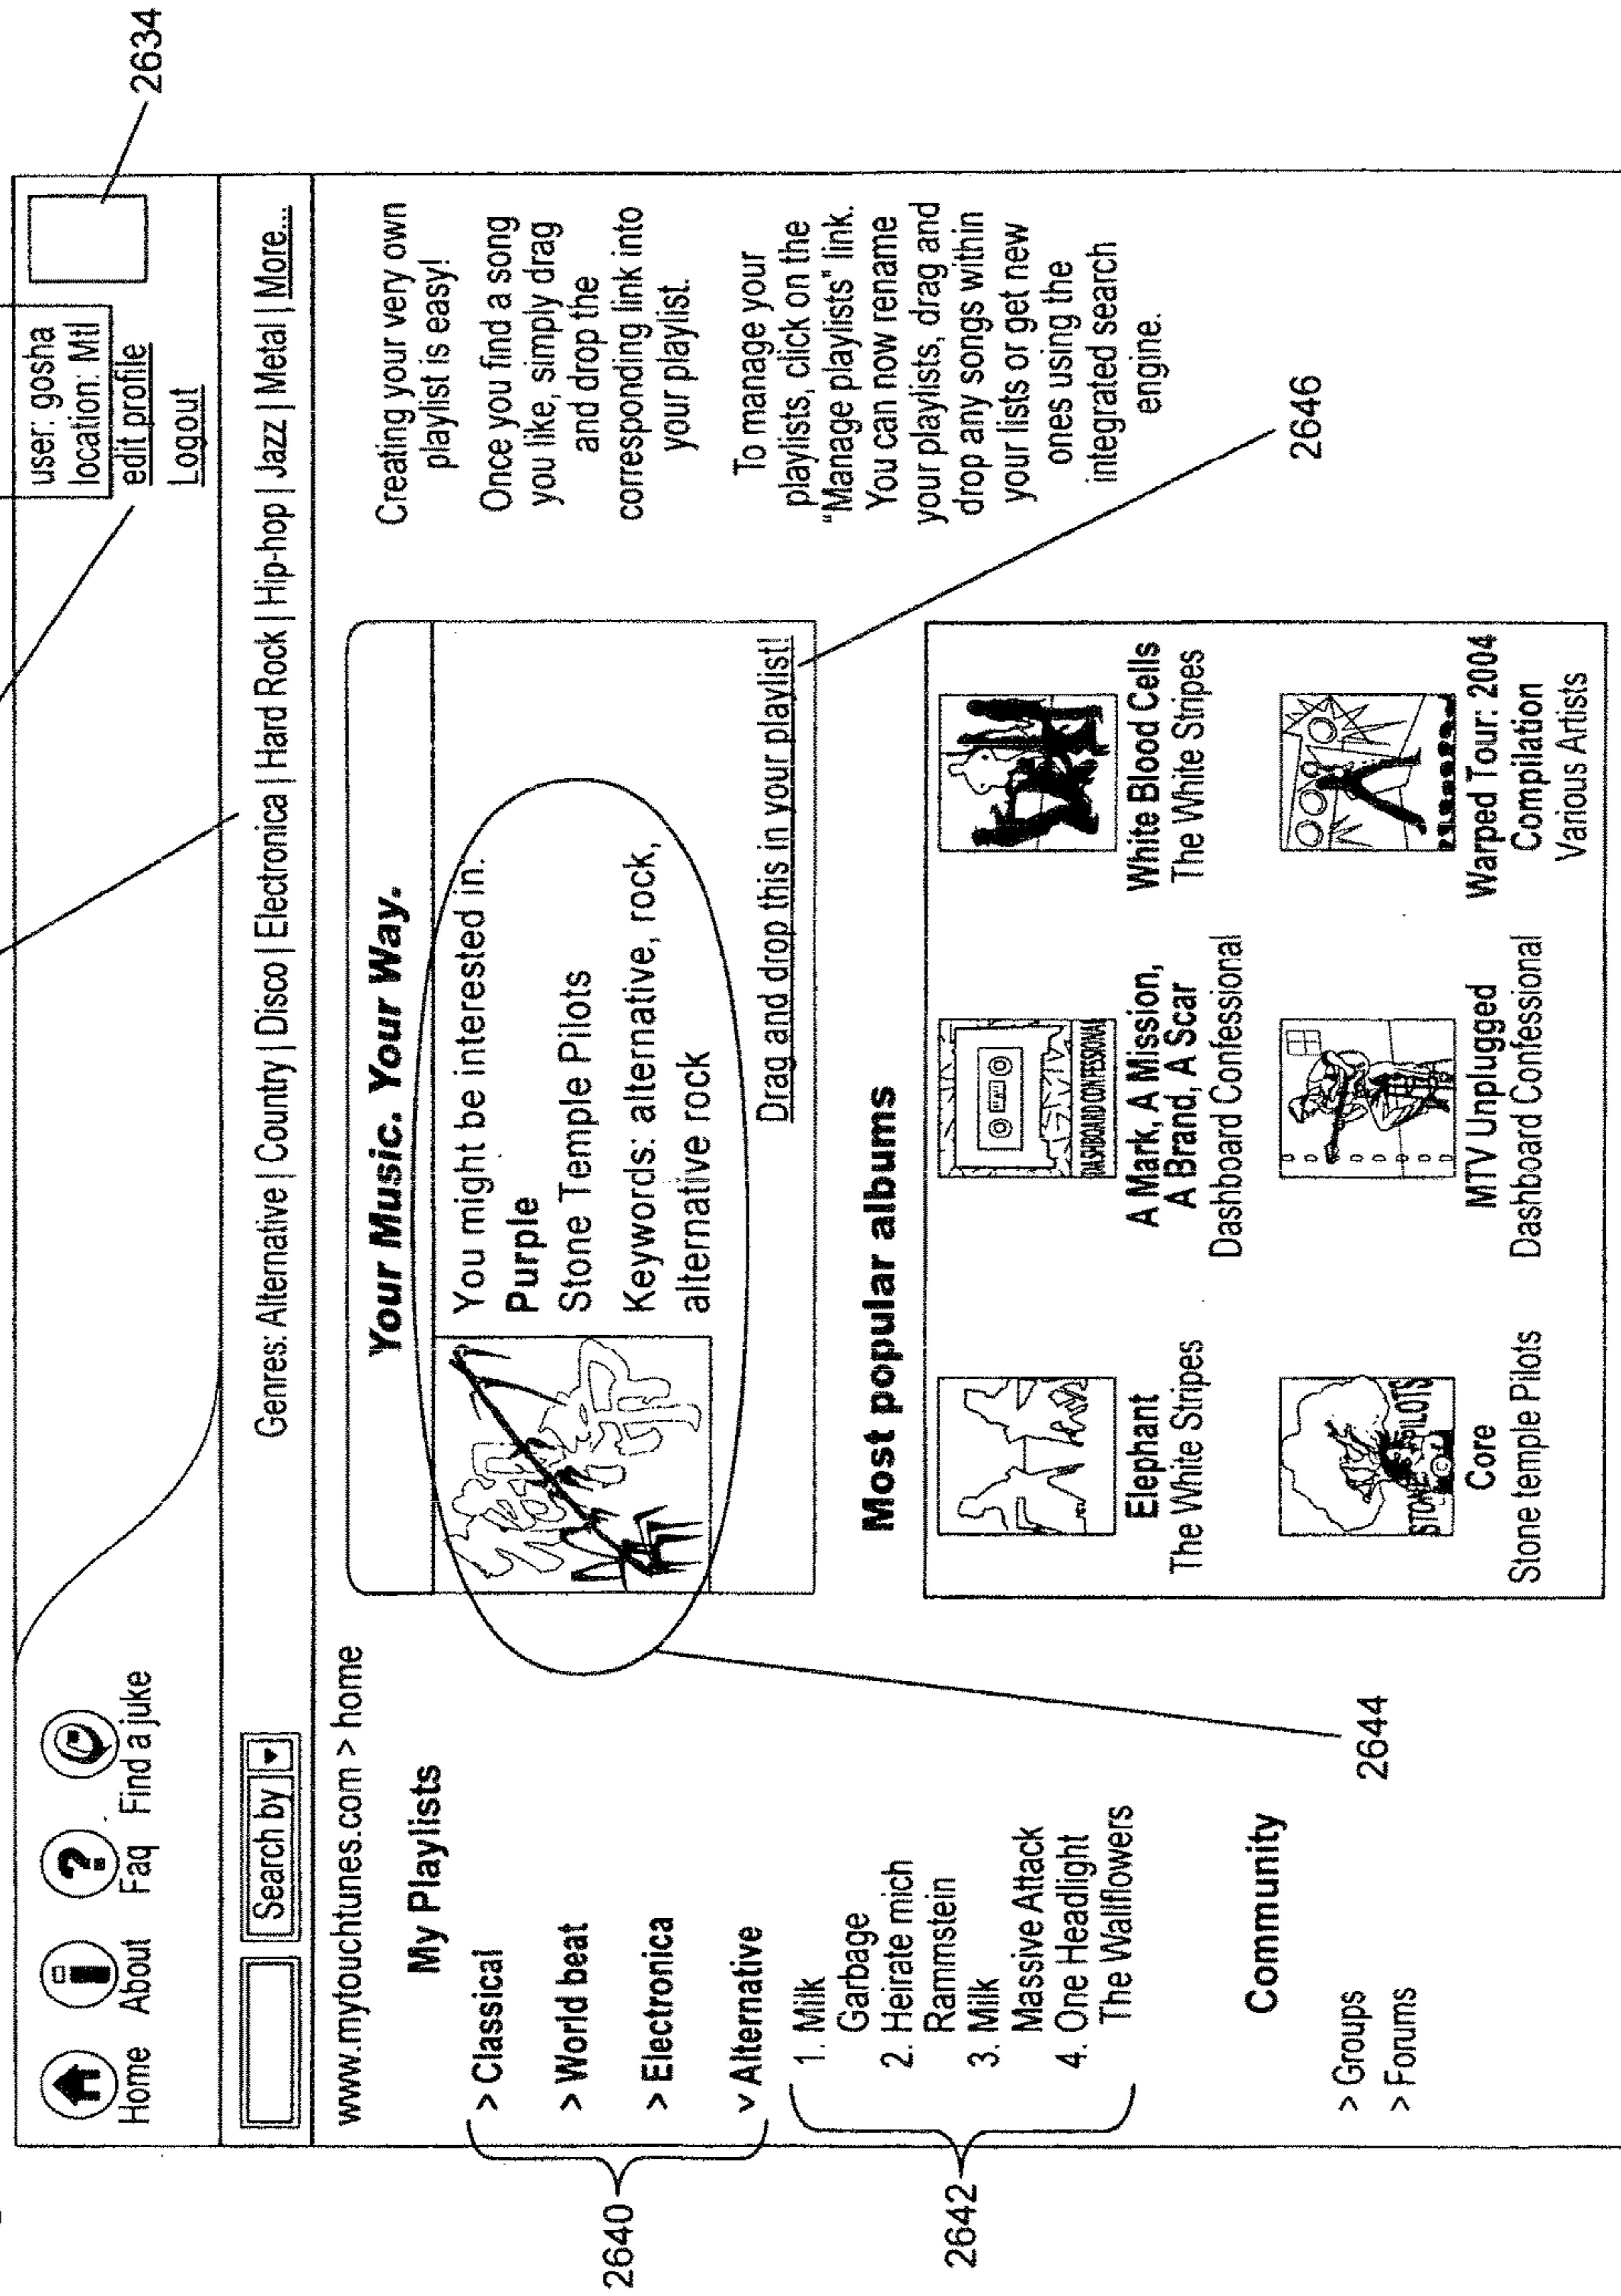 Home About Faq Find a juke
user: gosha
location: Mtl
edit profile
Logout
2634
Search by
Genres: Alternative | Country | Disco | Electronica | Hard Rock | Hip-hop | Jazz | Metal | More...
www.mytouchtunes.com > home
My Playlists
> Classical
> World beat
> Electronica
v Alternative
2640
1. Milk
Garbage
2. Heirate mich
Rammstein
3. Milk
Massive Attack
4. One Headlight
The Wallflowers
2642
Community
> Groups
> Forums
Your Music. Your Way.
You might be interested in:
Purple
Stone Temple Pilots
Keywords: alternative, rock,
alternative rock
Drag and drop this in your playlist!
2644
2646
Most popular albums
Elephant
The White Stripes
DASHBOARD CONFESSIONAL
A Mark, A Mission,
A Brand, A Scar
Dashboard Confessional
White Blood Cells
The White Stripes
STONE PILOTS
Core
Stone temple Pilots
MTV Unplugged
Dashboard Confessional
Warped Tour: 2004
Compilation
Various Artists
Creating your very own
playlist is easy!
Once you find a song
you like, simply drag
and drop the
corresponding link into
your playlist.
To manage your
playlists, click on the
"Manage playlists" link.
You can now rename
your playlists, drag and
drop any songs within
your lists or get new
ones using the
integrated search
engine.